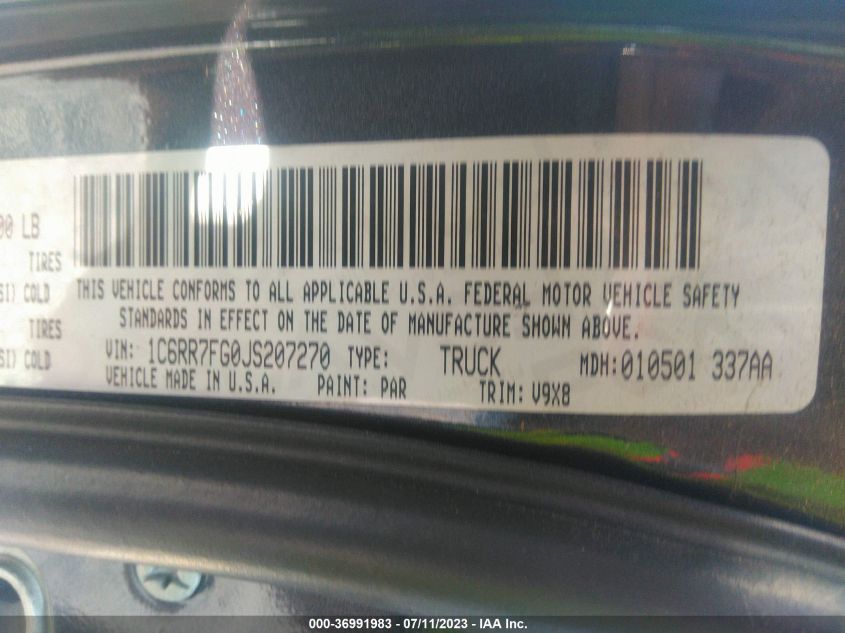 00 LB
TIRES
SI) COLD
TIRES
SI) COLD
THIS VEHICLE CONFORMS TO ALL APPLICABLE U.S.A. FEDERAL MOTOR VEHICLE SAFETY
STANDARDS IN EFFECT ON THE DATE OF MANUFACTURE SHOWN ABOVE.
VIN: 1C6RR7FG0JS207270 TYPE: TRUCK MDH:010501 337AA
VEHICLE MADE IN U.S.A. PAINT: PAR TRIM: V9X8
000-36991983 - 07/11/2023 - IAA Inc.